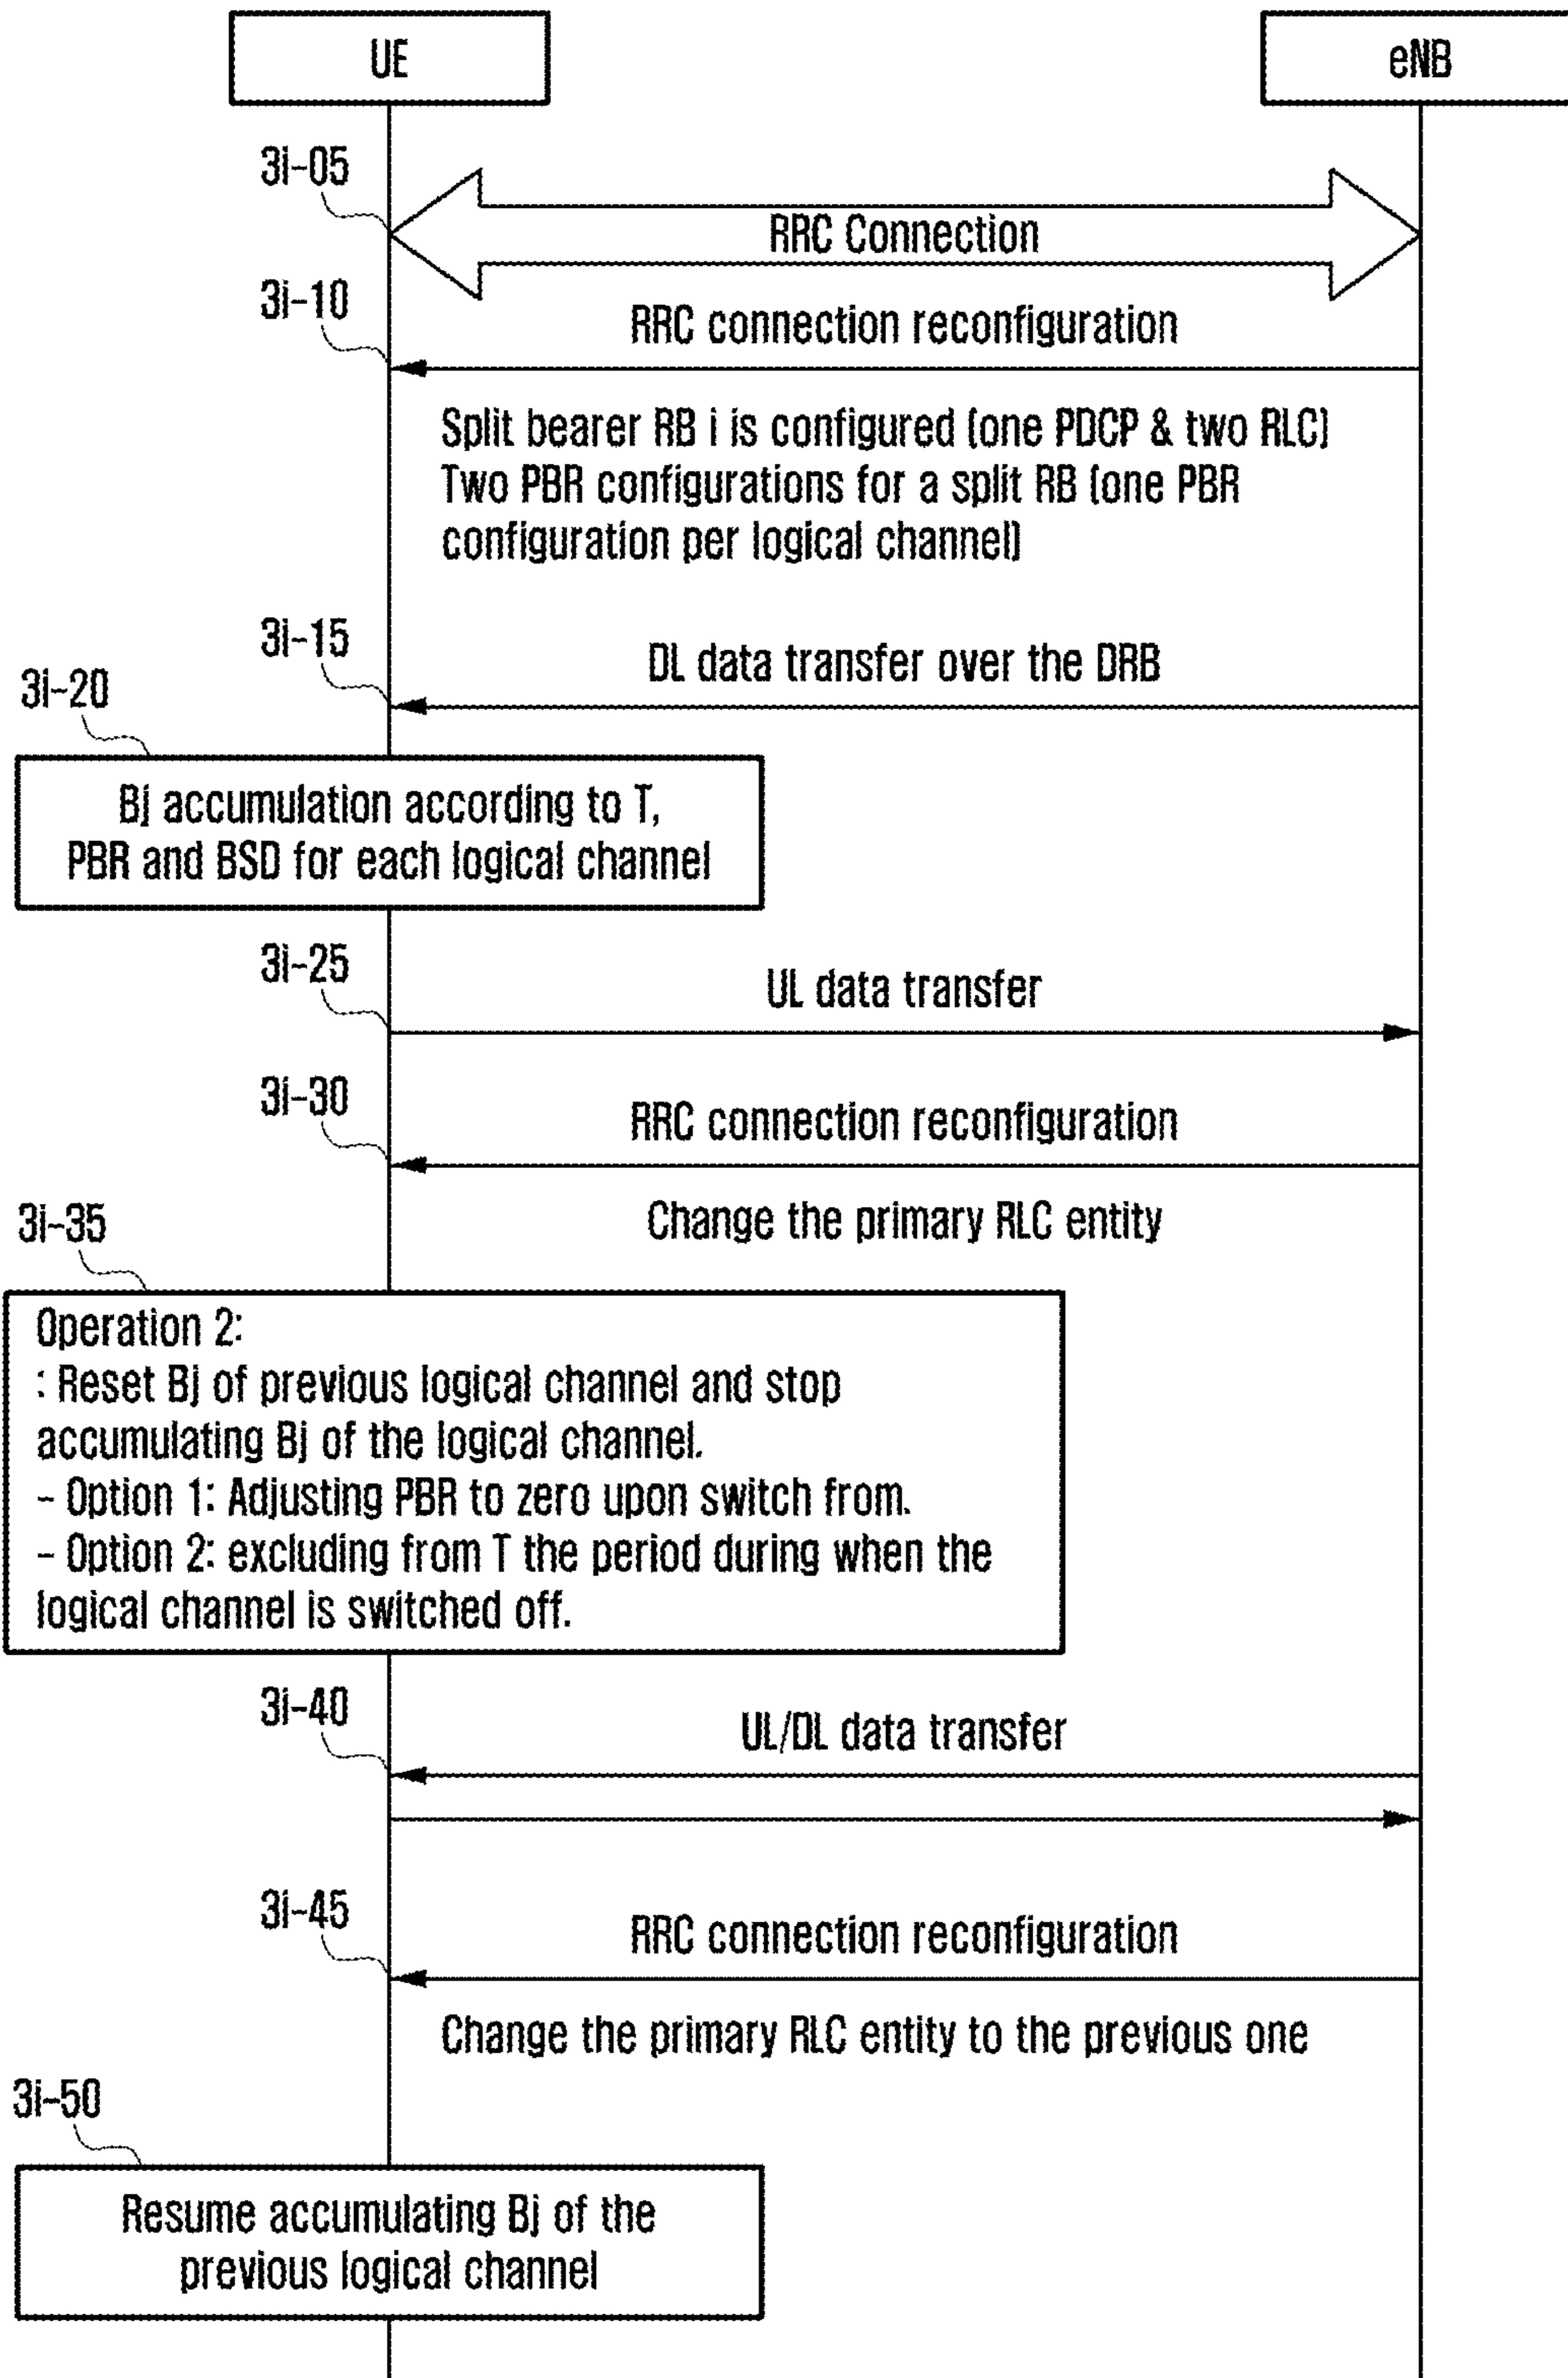 UE
eNB
3i-05
RRC Connection
3i-10
RRC connection reconfiguration
Split bearer RB i is configured (one PDCP & two RLC)
Two PBR configurations for a split RB (one PBR
configuration per logical channel)
3i-15
DL data transfer over the DRB
3i-20
Bj accumulation according to T,
PBR and BSD for each logical channel
3i-25
UL data transfer
3i-30
RRC connection reconfiguration
Change the primary RLC entity
3i-35
Operation 2:
: Reset Bj of previous logical channel and stop
accumulating Bj of the logical channel.
- Option 1: Adjusting PBR to zero upon switch from.
- Option 2: excluding from T the period during when the
logical channel is switched off.
3i-40
UL/DL data transfer
3i-45
RRC connection reconfiguration
Change the primary RLC entity to the previous one
3i-50
Resume accumulating Bj of the
previous logical channel